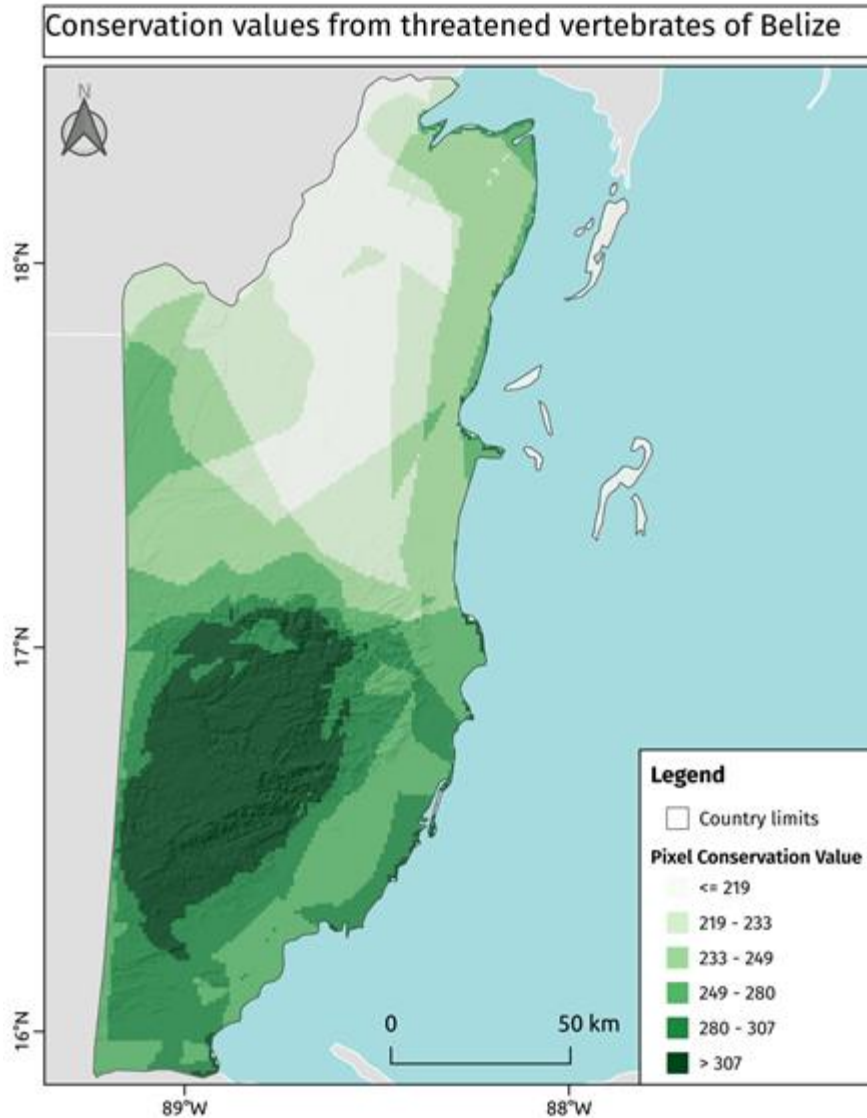 Conservation values from threatened vertebrates of Belize
N
18°N
17°N
16°N
89°W
88°W
0 50 km
Legend
Country limits
Pixel Conservation Value
<= 219
219 - 233
233 - 249
249 - 280
280 - 307
> 307